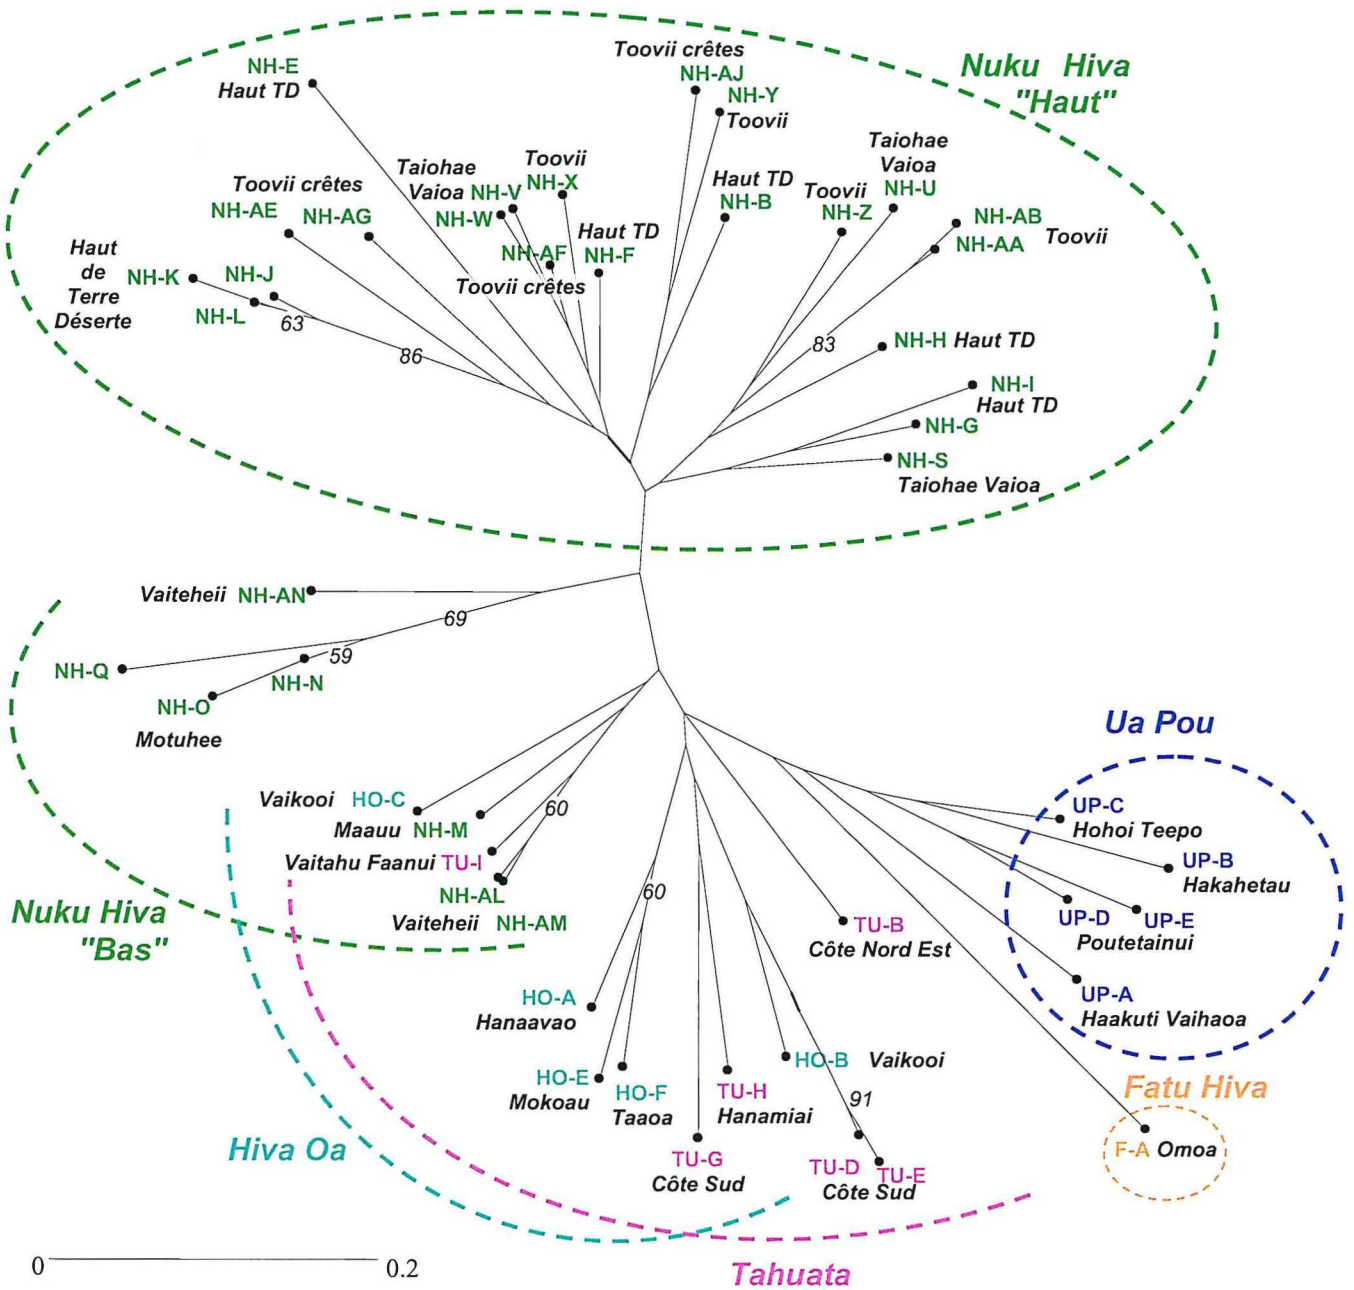 Toovii crêtes
NH-AJ
NH-Y
Toovii
NH-E
Haut TD
Nuku Hiva
"Haut"
Taiohae
Vaioa
NH-U
Toovii
NH-X
Taiohae
Vaioa
NH-V
NH-W
Haut TD
NH-B
Toovii
NH-Z
Toovii crêtes
NH-AE
NH-AG
NH-AB
NH-AA
Toovii
Haut TD
NH-F
NH-AF
Toovii crêtes
Haut
de
Terre
Déserte
NH-K
NH-J
NH-L
63
86
83
NH-H Haut TD
NH-I
Haut TD
NH-G
NH-S
Taiohae Vaioa
Vaiteheii NH-AN
69
59
NH-Q
NH-N
NH-O
Motuhee
Ua Pou
Vaikooi HO-C
Maauu NH-M
60
Vaitahu Faanui TU-I
NH-AL
Vaiteheii NH-AM
Nuku Hiva
"Bas"
UP-C
Hohoi Teepo
UP-B
Hakahetau
UP-D
UP-E
Poutetainui
UP-A
Haakuti Vaihaoa
60
TU-B
Côte Nord Est
HO-A
Hanaavao
HO-E
Mokoau
HO-F
Taaoa
TU-H
Hanamiai
HO-B Vaikooi
91
TU-G
Côte Sud
TU-D
TU-E
Côte Sud
Fatu Hiva
F-A Omoa
Hiva Oa
Tahuata
0
0.2